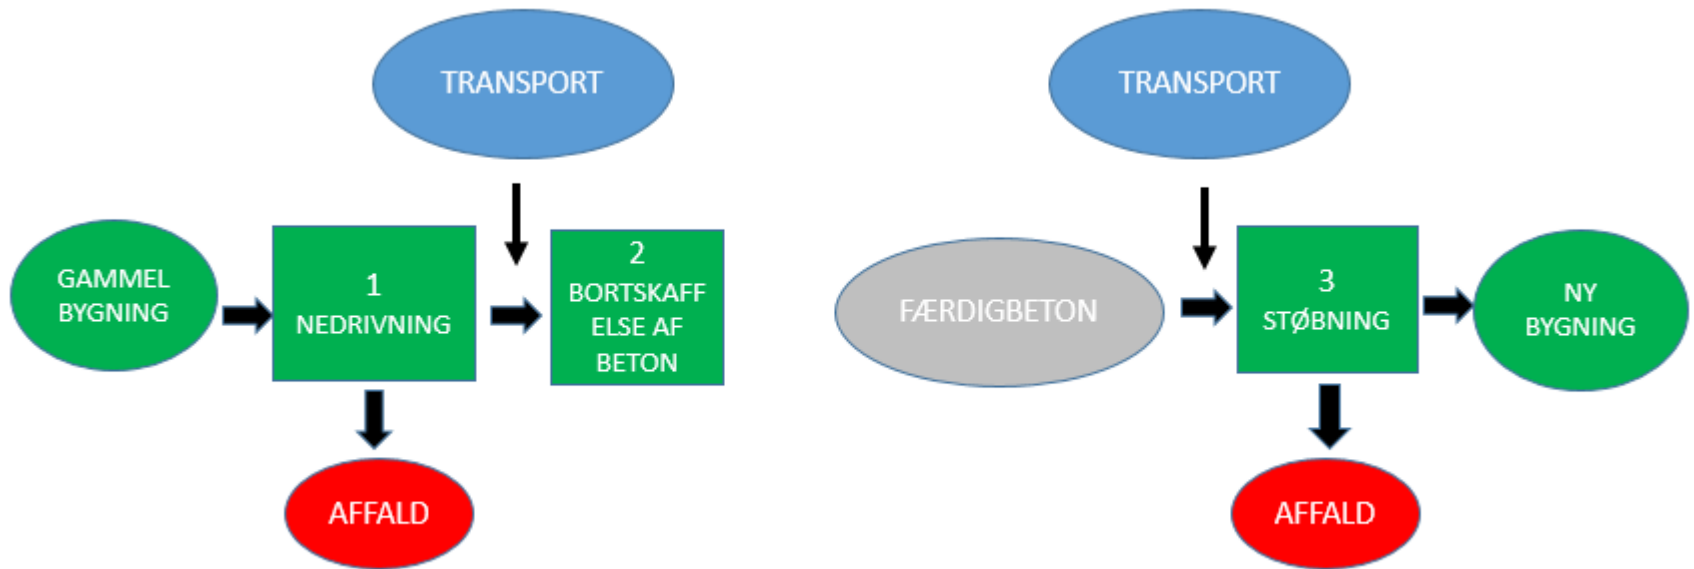 TRANSPORT
GAMMEL
BYGNING
1
NEDRIVNING
2
BORTSKAFF
ELSE AF
BETON
AFFALD
TRANSPORT
FÆRDIGBETON
3
STØBNING
NY
BYGNING
AFFALD